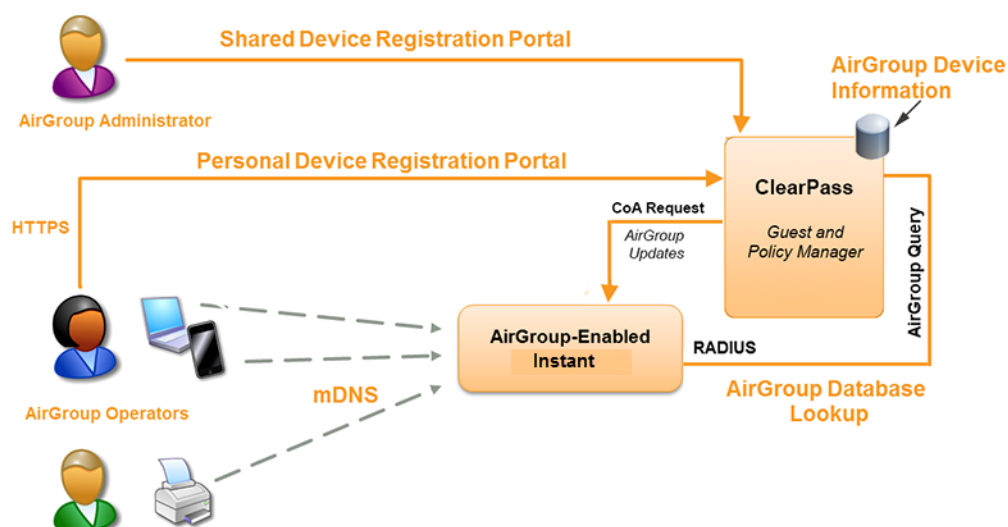 Shared Device Registration Portal
AirGroup Device
Information
AirGroup Administrator
Personal Device Registration Portal
ClearPass
Guest and
Policy Manager
HTTPS
CoA Request
AirGroup
Updates
AirGroup Query
AirGroup-Enabled
Instant
RADIUS
AirGroup Database
Lookup
mDNS
AirGroup Operators